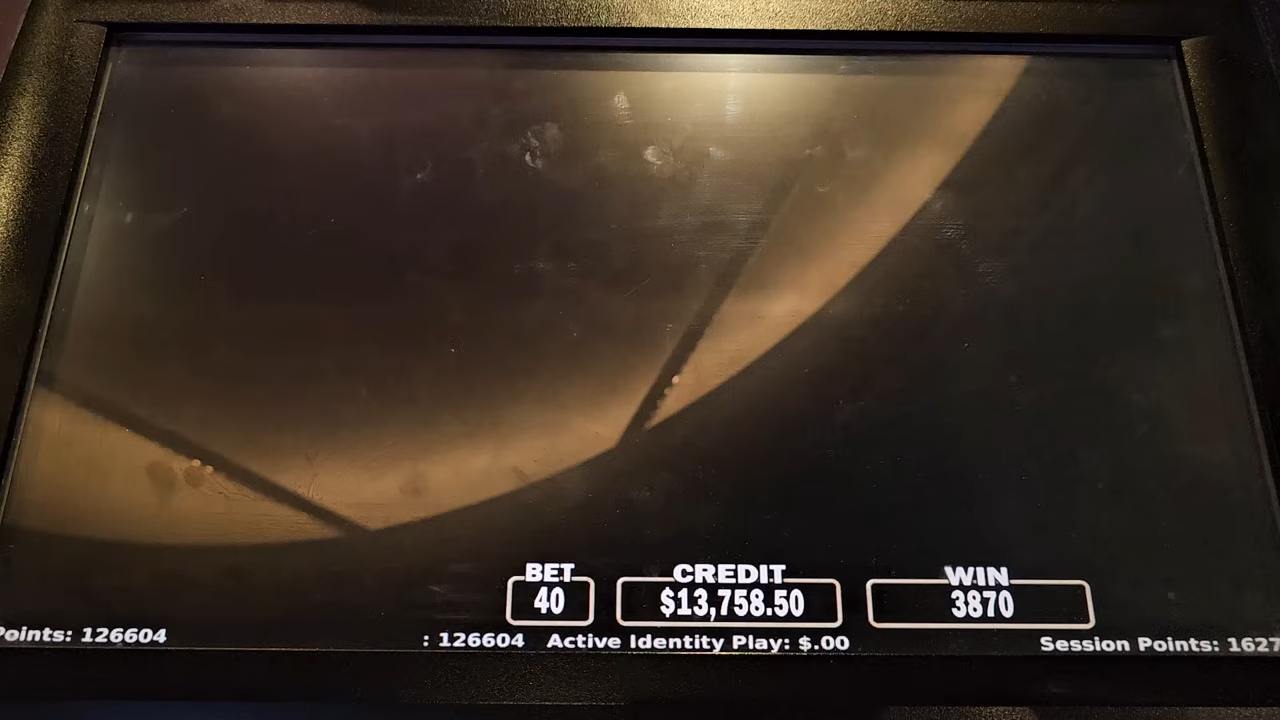 BET CREDIT WIN
40 $13,758.50 3870
Points: 126604 : 126604 Active Identity Play: $.00 Session Points: 1627